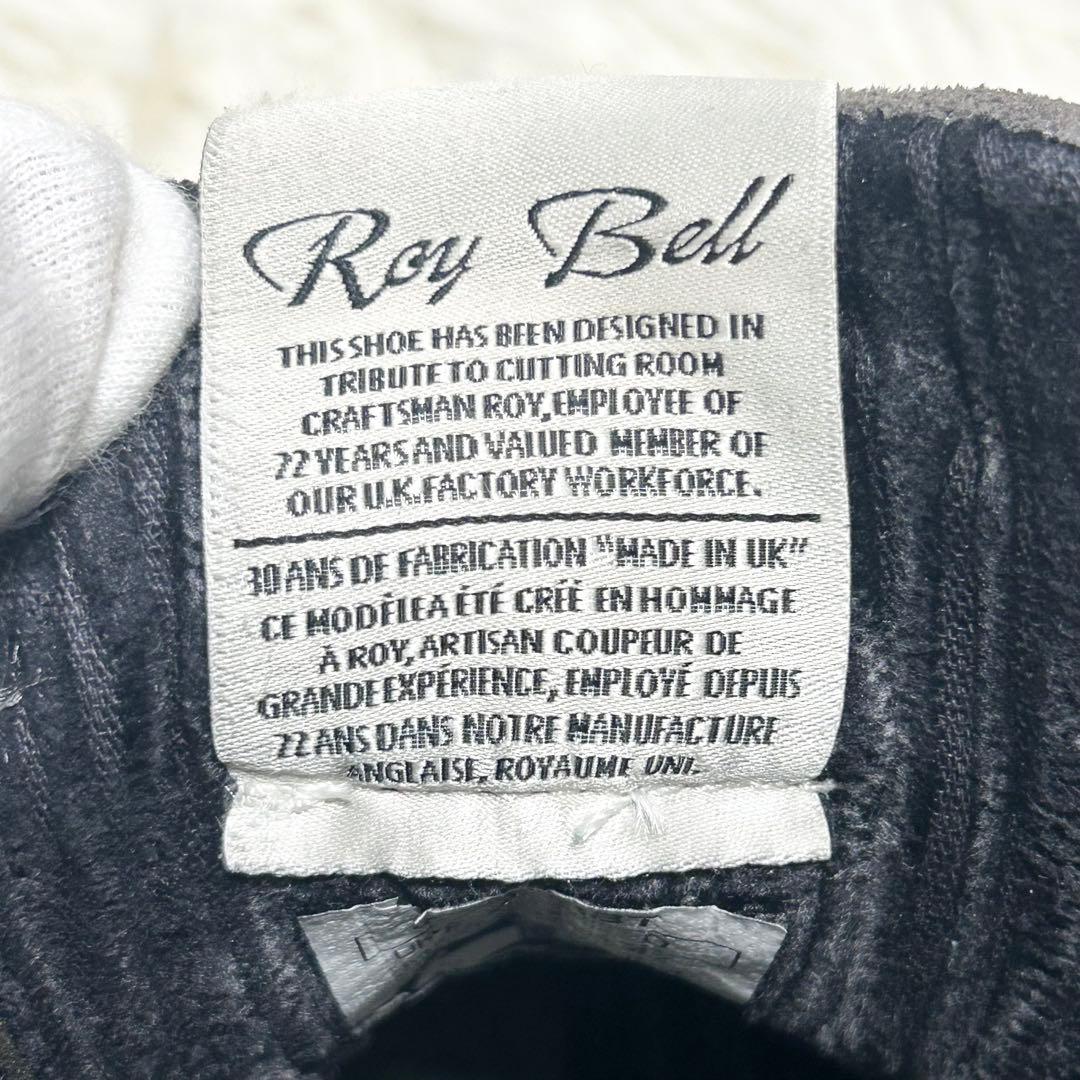 Roy Bell
THIS SHOE HAS BEEN DESIGNED IN
TRIBUTE TO CUTTING ROOM
CRAFTSMAN ROY, EMPLOYEE OF
22 YEARS AND VALUED MEMBER OF
OUR U.K. FACTORY WORKFORCE.
30 ANS DE FABRICATION "MADE IN UK"
CE MODÈLE A ÉTÉ CRÉÉ EN HOMMAGE
À ROY, ARTISAN COUPEUR DE
GRANDE EXPÉRIENCE, EMPLOYÉ DEPUIS
22 ANS DANS NOTRE MANUFACTURE
ANGLAISE, ROYAUME UNI.